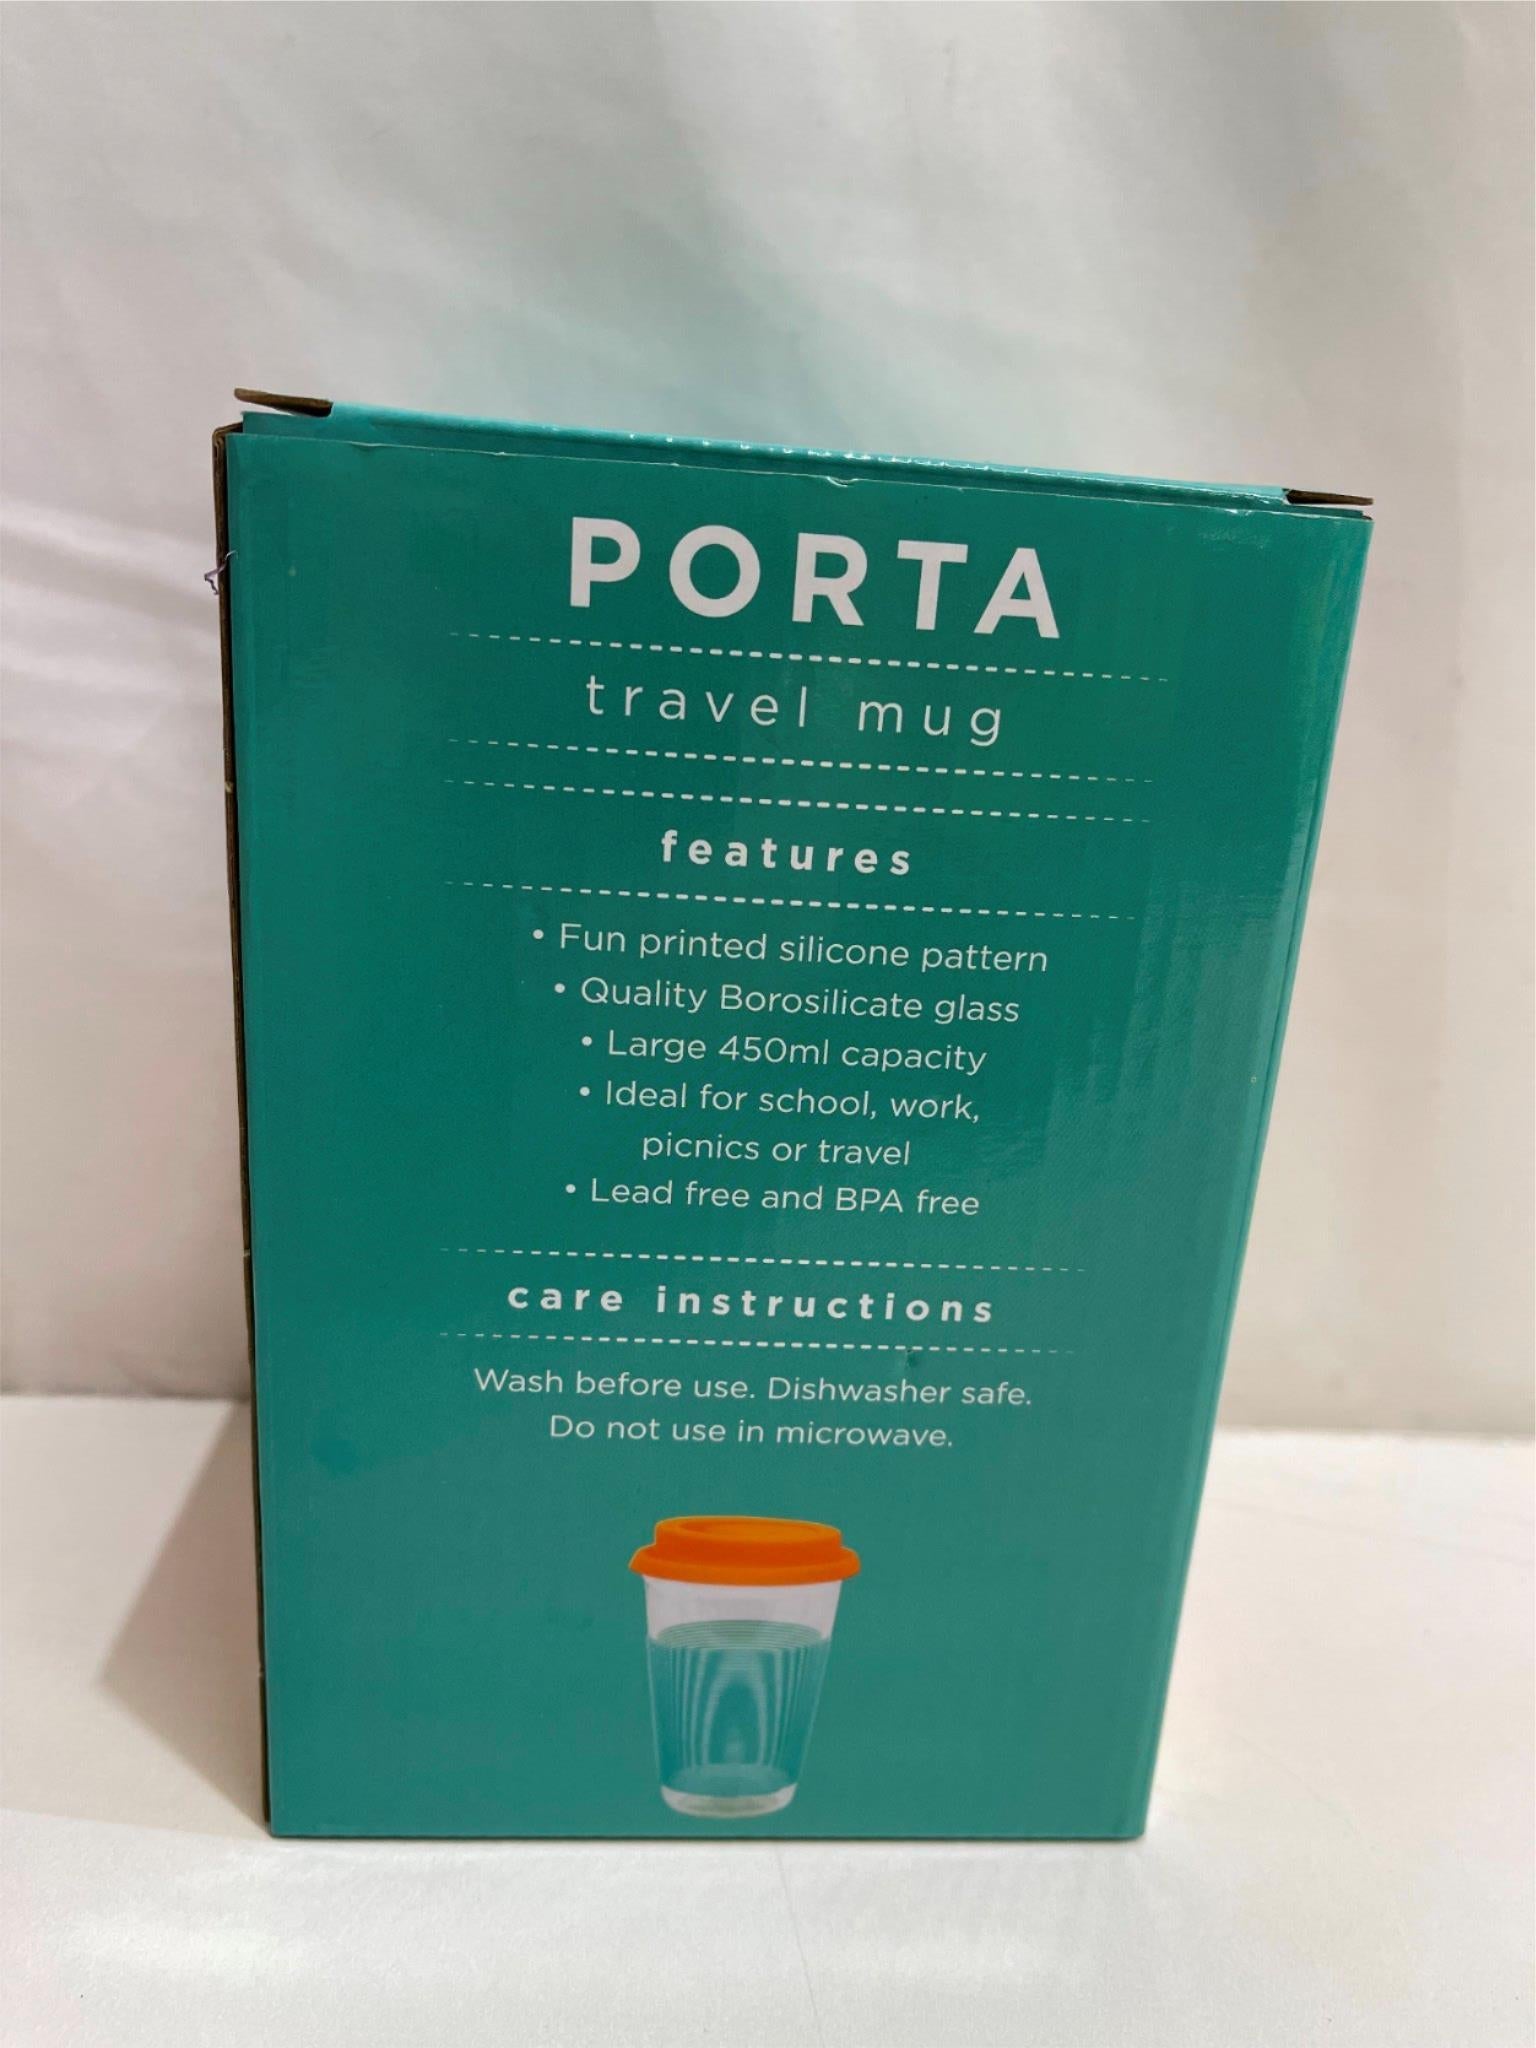 PORTA
travel mug
features
• Fun printed silicone pattern
• Quality Borosilicate glass
• Large 450ml capacity
• Ideal for school, work,
picnics or travel
• Lead free and BPA free
care instructions
Wash before use. Dishwasher safe.
Do not use in microwave.